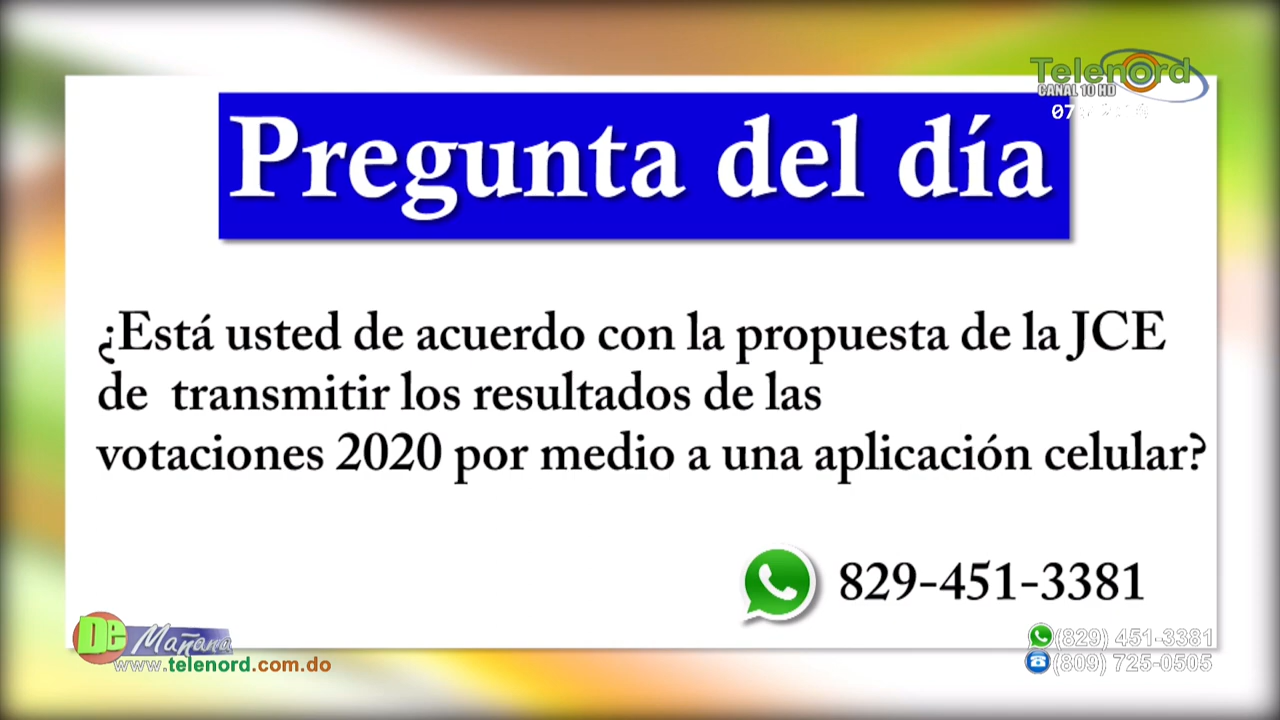 Telenord
CANAL 10 HD
Pregunta del día
¿Está usted de acuerdo con la propuesta de la JCE
de transmitir los resultados de las
votaciones 2020 por medio a una aplicación celular?
829-451-3381
De Mañana
www.telenord.com.do
(829) 451-3381
(809) 725-0505